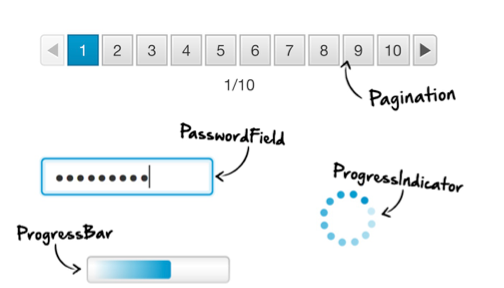 1 2 3 4 5 6 7 8 9 10
1/10
Pagination
PasswordField
ProgressIndicator
ProgressBar